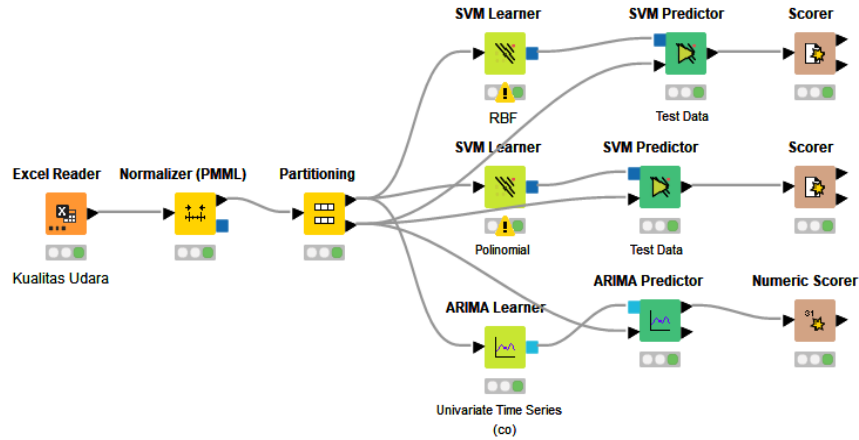 SVM Learner
SVM Predictor
Scorer
RBF
Test Data
Excel Reader
Normalizer (PMML)
Partitioning
SVM Learner
SVM Predictor
Scorer
Kualitas Udara
Polinomial
Test Data
ARIMA Learner
ARIMA Predictor
Numeric Scorer
31
Univariate Time Series
(co)